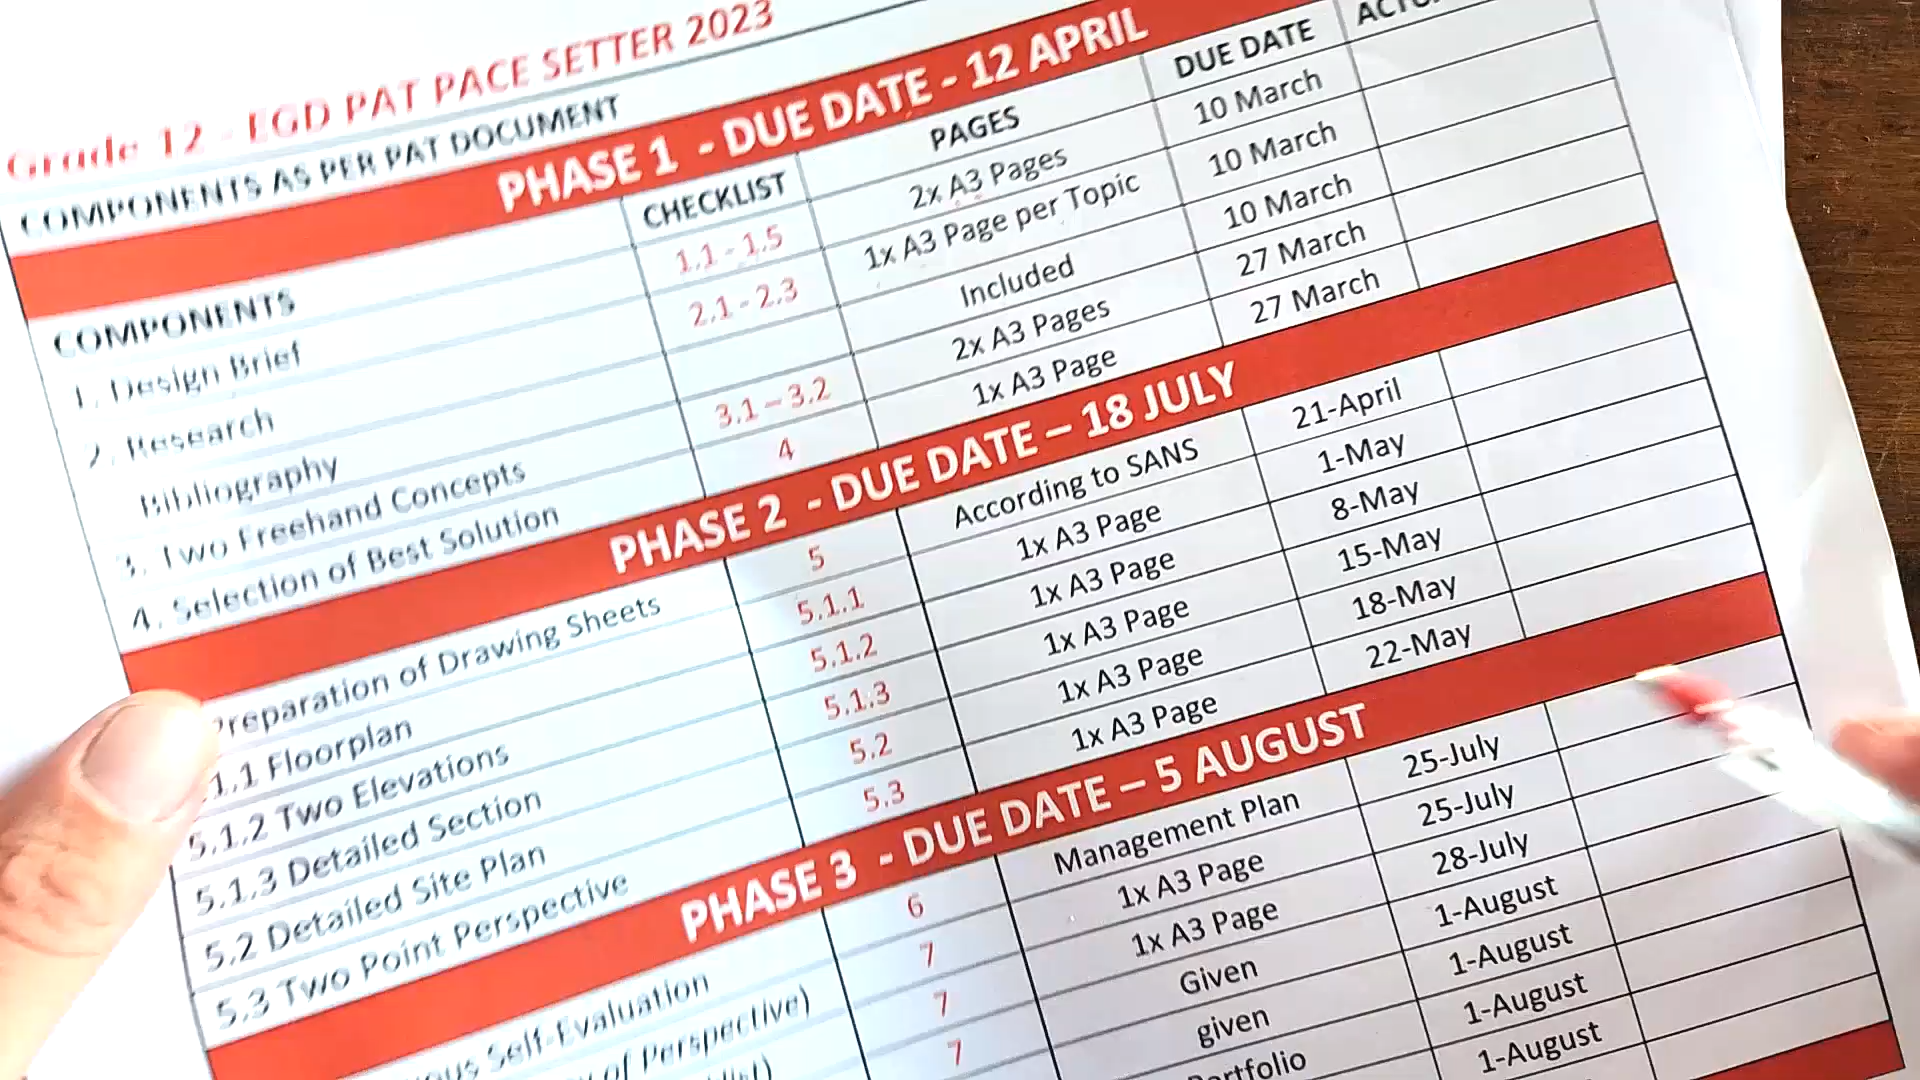 Grade 12 - EGD PAT PACE SETTER 2023
COMPONENTS AS PER PAT DOCUMENT
PHASE 1 - DUE DATE - 12 APRIL
COMPONENTS CHECKLIST PAGES DUE DATE
1. Design Brief 1.1 - 1.5 2x A3 Pages 10 March
2. Research 2.1 - 2.3 1x A3 Page per Topic 10 March
Bibliography Included 10 March
3. Two Freehand Concepts 3.1 – 3.2 2x A3 Pages 27 March
4. Selection of Best Solution 4 1x A3 Page 27 March
PHASE 2 - DUE DATE – 18 JULY
Preparation of Drawing Sheets 5 According to SANS 21-April
1.1 Floorplan 5.1.1 1x A3 Page 1-May
5.1.2 Two Elevations 5.1.2 1x A3 Page 8-May
5.1.3 Detailed Section 5.1.3 1x A3 Page 15-May
5.2 Detailed Site Plan 5.2 1x A3 Page 18-May
5.3 Two Point Perspective 5.3 1x A3 Page 22-May
PHASE 3 - DUE DATE – 5 AUGUST
Self-Evaluation 6 Management Plan 25-July
of Perspective) 7 1x A3 Page 25-July
7 1x A3 Page 28-July
7 Given 1-August
given 1-August
Portfolio 1-August
1-August